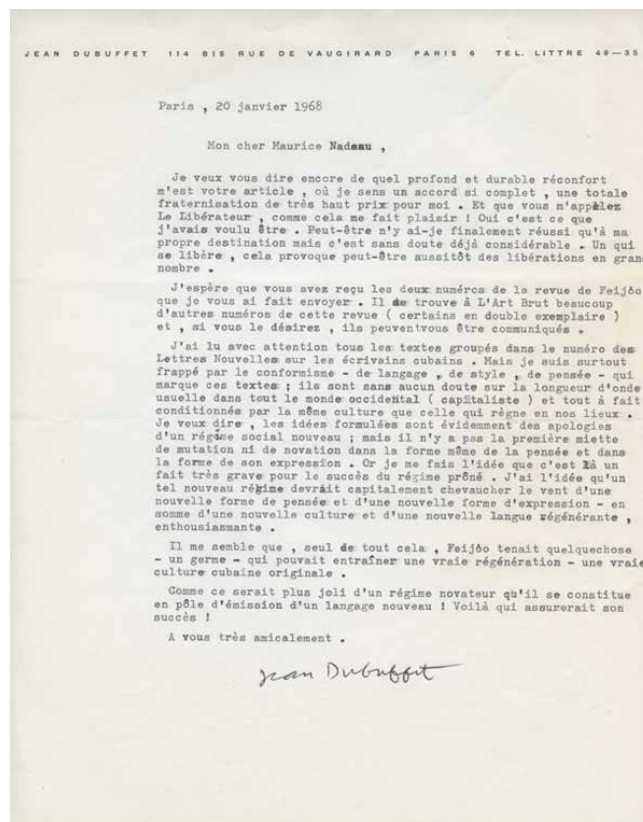 JEAN DUBUFFET 114 BIS RUE DE VAUGIRARD PARIS 6 TEL. LITTRE 49—35
Paris , 20 janvier 1968
Mon cher Maurice Nadeau ,
Je veux vous dire encore de quel profond et durable réconfort
m'est votre article , où je sens un accord si complet , une totale
fraternisation de très haut prix pour moi . Et que vous m'appelez
Le Libérateur , comme cela me fait plaisir ! Oui c'est ce que
j'avais voulu être . Peut-être n'y ai-je finalement réussi qu'à ma
propre destination mais c'est sans doute déjà considérable . Un qui
se libère , cela provoque peut-être aussitôt des libérations en gran
nombre .
J'espère que vous avez reçu les deux numéros de la revue de Feijóo
que je vous ai fait envoyer . Il se trouve à L'Art Brut beaucoup
d'autres numéros de cette revue ( certains en double exemplaire )
et , si vous le désirez , ils peuventvous être communiqués .
J'ai lu avec attention tous les textes groupés dans le numéro des
Lettres Nouvelles sur les écrivains cubains . Mais je suis surtout
frappé par le conformisme - de langage , de style , de pensée - qui
marque ces textes ; ils sont sans aucun doute sur la longueur d'onde
usuelle dans tout le monde occidental ( capitaliste ) et tout à fait
conditionnés par la même culture que celle qui règne en nos lieux .
Je veux dire , les idées formulées sont évidemment des apologies
d'un régime social nouveau ; mais il n'y a pas la première miette
de mutation ni de novation dans la forme même de la pensée et dans
la forme de son expression . Or je me fais l'idée que c'est là un
fait très grave pour le succès du régime prôné . J'ai l'idée qu'un
tel nouveau régime devrait capitalement chevaucher le vent d'une
nouvelle forme de pensée et d'une nouvelle forme d'expression - en
somme d'une nouvelle culture et d'une nouvelle langue régénérante ,
enthousiasmante .
Il me semble que , seul de tout cela , Feijóo tenait quelquechose
- un germe - qui pouvait entraîner une vraie régénération - une vraie
culture cubaine originale .
Comme ce serait plus joli d'un régime novateur qu'il se constitue
en pôle d'émission d'un langage nouveau ! Voilà qui assurerait son
succès !
A vous très amicalement .
Jean Dubuffet